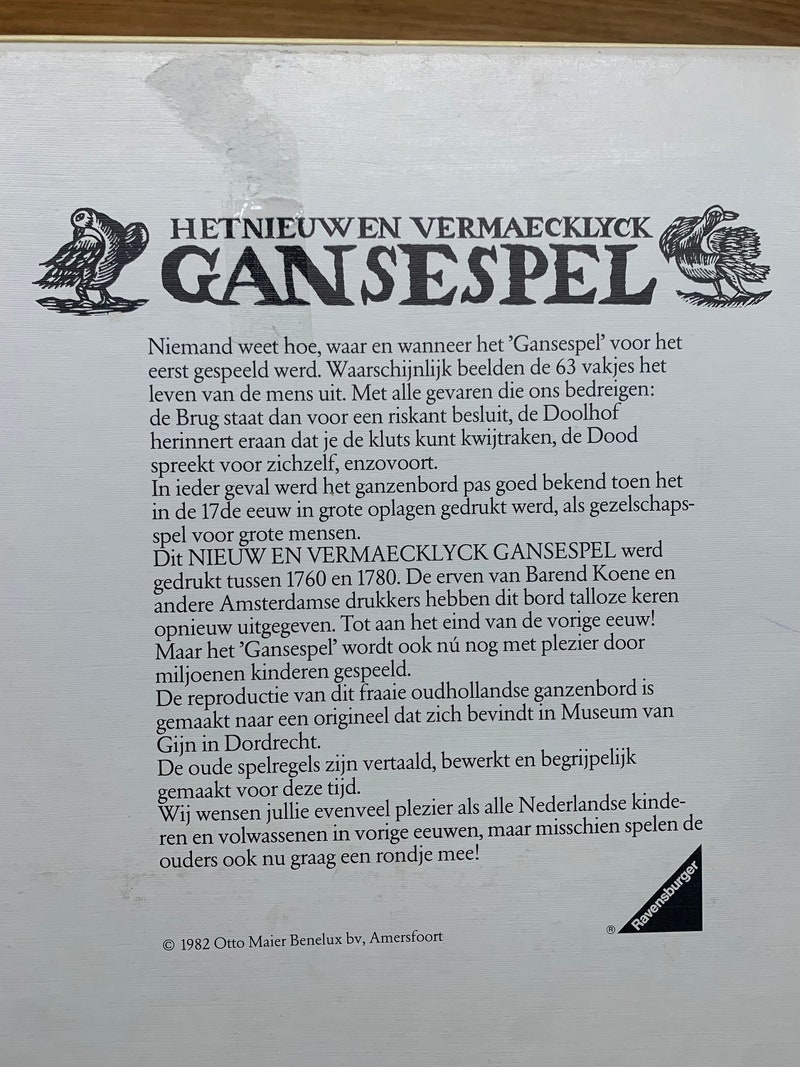 HET NIEUW EN VERMAECKLYCK
GANSESPEL
Niemand weet hoe, waar en wanneer het ’Gansespel’ voor het
eerst gespeeld werd. Waarschijnlijk beelden de 63 vakjes het
leven van de mens uit. Met alle gevaren die ons bedreigen:
de Brug staat dan voor een riskant besluit, de Doolhof
herinnert eraan dat je de kluts kunt kwijtraken, de Dood
spreekt voor zichzelf, enzovoort.
In ieder geval werd het ganzenbord pas goed bekend toen het
in de 17de eeuw in grote oplagen gedrukt werd, als gezelschaps-
spel voor grote mensen.
Dit NIEUW EN VERMAECKLYCK GANSESPEL werd
gedrukt tussen 1760 en 1780. De erven van Barend Koene en
andere Amsterdamse drukkers hebben dit bord talloze keren
opnieuw uitgegeven. Tot aan het eind van de vorige eeuw!
Maar het ’Gansespel’ wordt ook nú nog met plezier door
miljoenen kinderen gespeeld.
De reproductie van dit fraaie oudhollandse ganzenbord is
gemaakt naar een origineel dat zich bevindt in Museum van
Gijn in Dordrecht.
De oude spelregels zijn vertaald, bewerkt en begrijpelijk
gemaakt voor deze tijd.
Wij wensen jullie evenveel plezier als alle Nederlandse kinde-
ren en volwassenen in vorige eeuwen, maar misschien spelen de
ouders ook nu graag een rondje mee!
® Ravensburger
© 1982 Otto Maier Benelux bv, Amersfoort